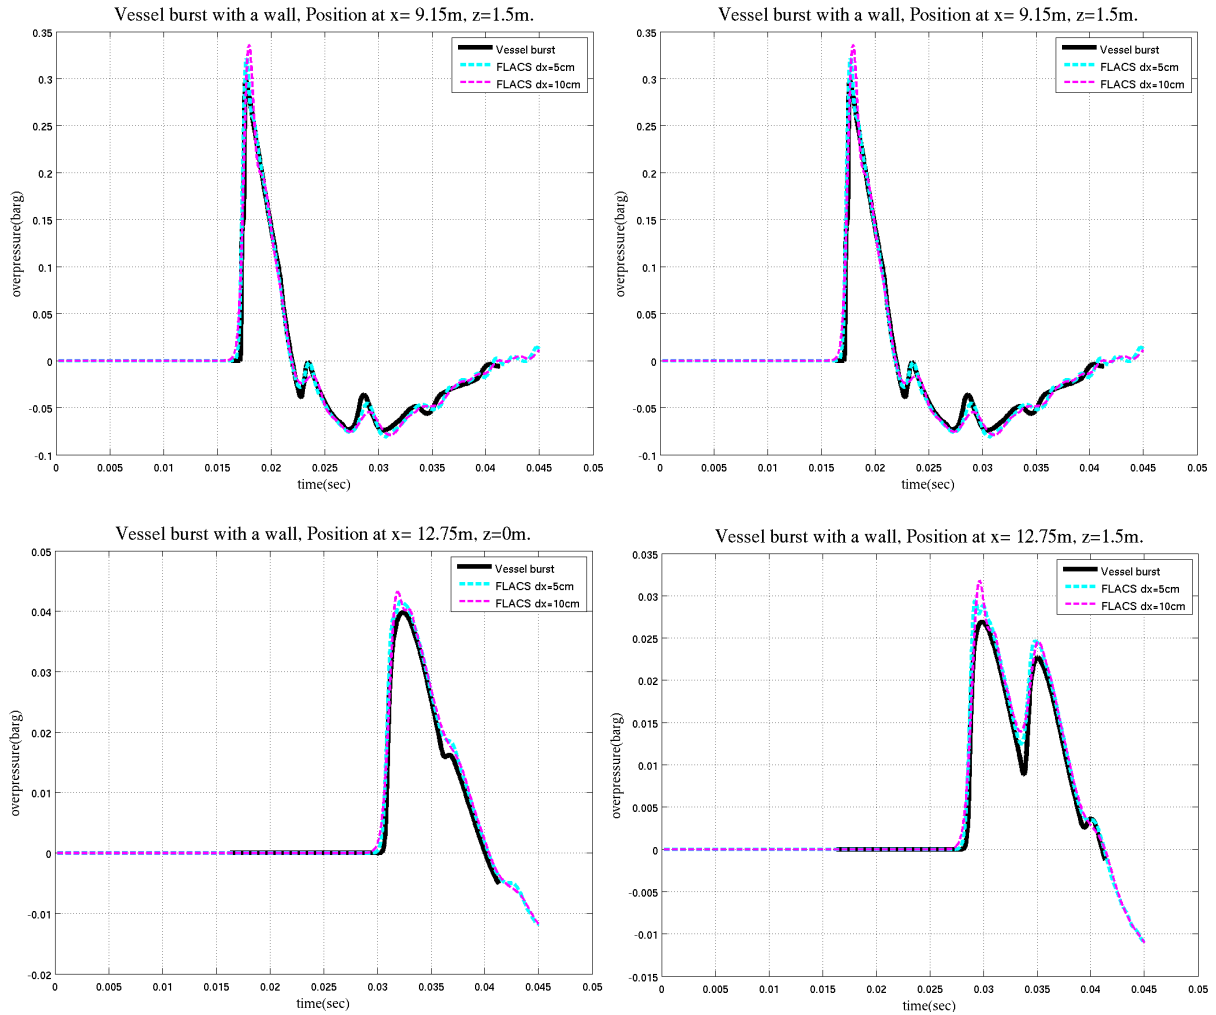 Vessel burst with a wall, Position at x= 9.15m, z=1.5m.
0.35
0.3
0.25
0.2
0.15
0.1
0.05
0
-0.05
-0.1
overpressure(barg)
Vessel burst
FLACS dx=5cm
FLACS dx=10cm
0 0.005 0.01 0.015 0.02 0.025 0.03 0.035 0.04 0.045 0.05
time(sec)
Vessel burst with a wall, Position at x= 9.15m, z=1.5m.
0.35
0.3
0.25
0.2
0.15
0.1
0.05
0
-0.05
-0.1
overpressure(barg)
Vessel burst
FLACS dx=5cm
FLACS dx=10cm
0 0.005 0.01 0.015 0.02 0.025 0.03 0.035 0.04 0.045 0.05
time(sec)
Vessel burst with a wall, Position at x= 12.75m, z=0m.
0.05
0.04
0.03
0.02
0.01
0
-0.01
-0.02
overpressure(barg)
Vessel burst
FLACS dx=5cm
FLACS dx=10cm
0 0.005 0.01 0.015 0.02 0.025 0.03 0.035 0.04 0.045 0.05
time(sec)
Vessel burst with a wall, Position at x= 12.75m, z=1.5m.
0.035
0.03
0.025
0.02
0.015
0.01
0.005
0
-0.005
-0.01
-0.015
overpressure(barg)
Vessel burst
FLACS dx=5cm
FLACS dx=10cm
0 0.005 0.01 0.015 0.02 0.025 0.03 0.035 0.04 0.045 0.05
time(sec)